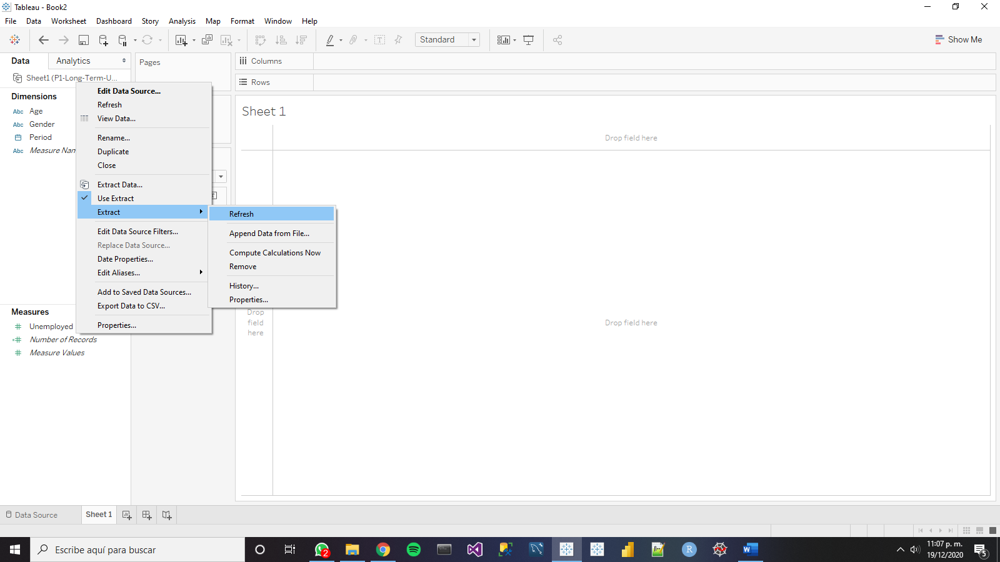 Tableau - Book2
File Data Worksheet Dashboard Story Analysis Map Format Window Help
Standard
Show Me
Data Analytics
Sheet1 (P1-Long-Term-U...
Pages
Columns
Rows
Dimensions
Abc Age
Abc Gender
Period
Abc Measure Nam
Edit Data Source...
Refresh
View Data...
Rename...
Duplicate
Close
Extract Data...
Use Extract
Extract
Edit Data Source Filters...
Replace Data Source...
Date Properties...
Edit Aliases...
Add to Saved Data Sources...
Export Data to CSV...
Properties...
Refresh
Append Data from File...
Compute Calculations Now
Remove
History...
Properties...
Sheet 1
Drop field here
Drop
field
here
Drop field here
Measures
Unemployed
Number of Records
Measure Values
Data Source
Sheet 1
Escribe aquí para buscar
2
R
11:07 p. m.
19/12/2020
5